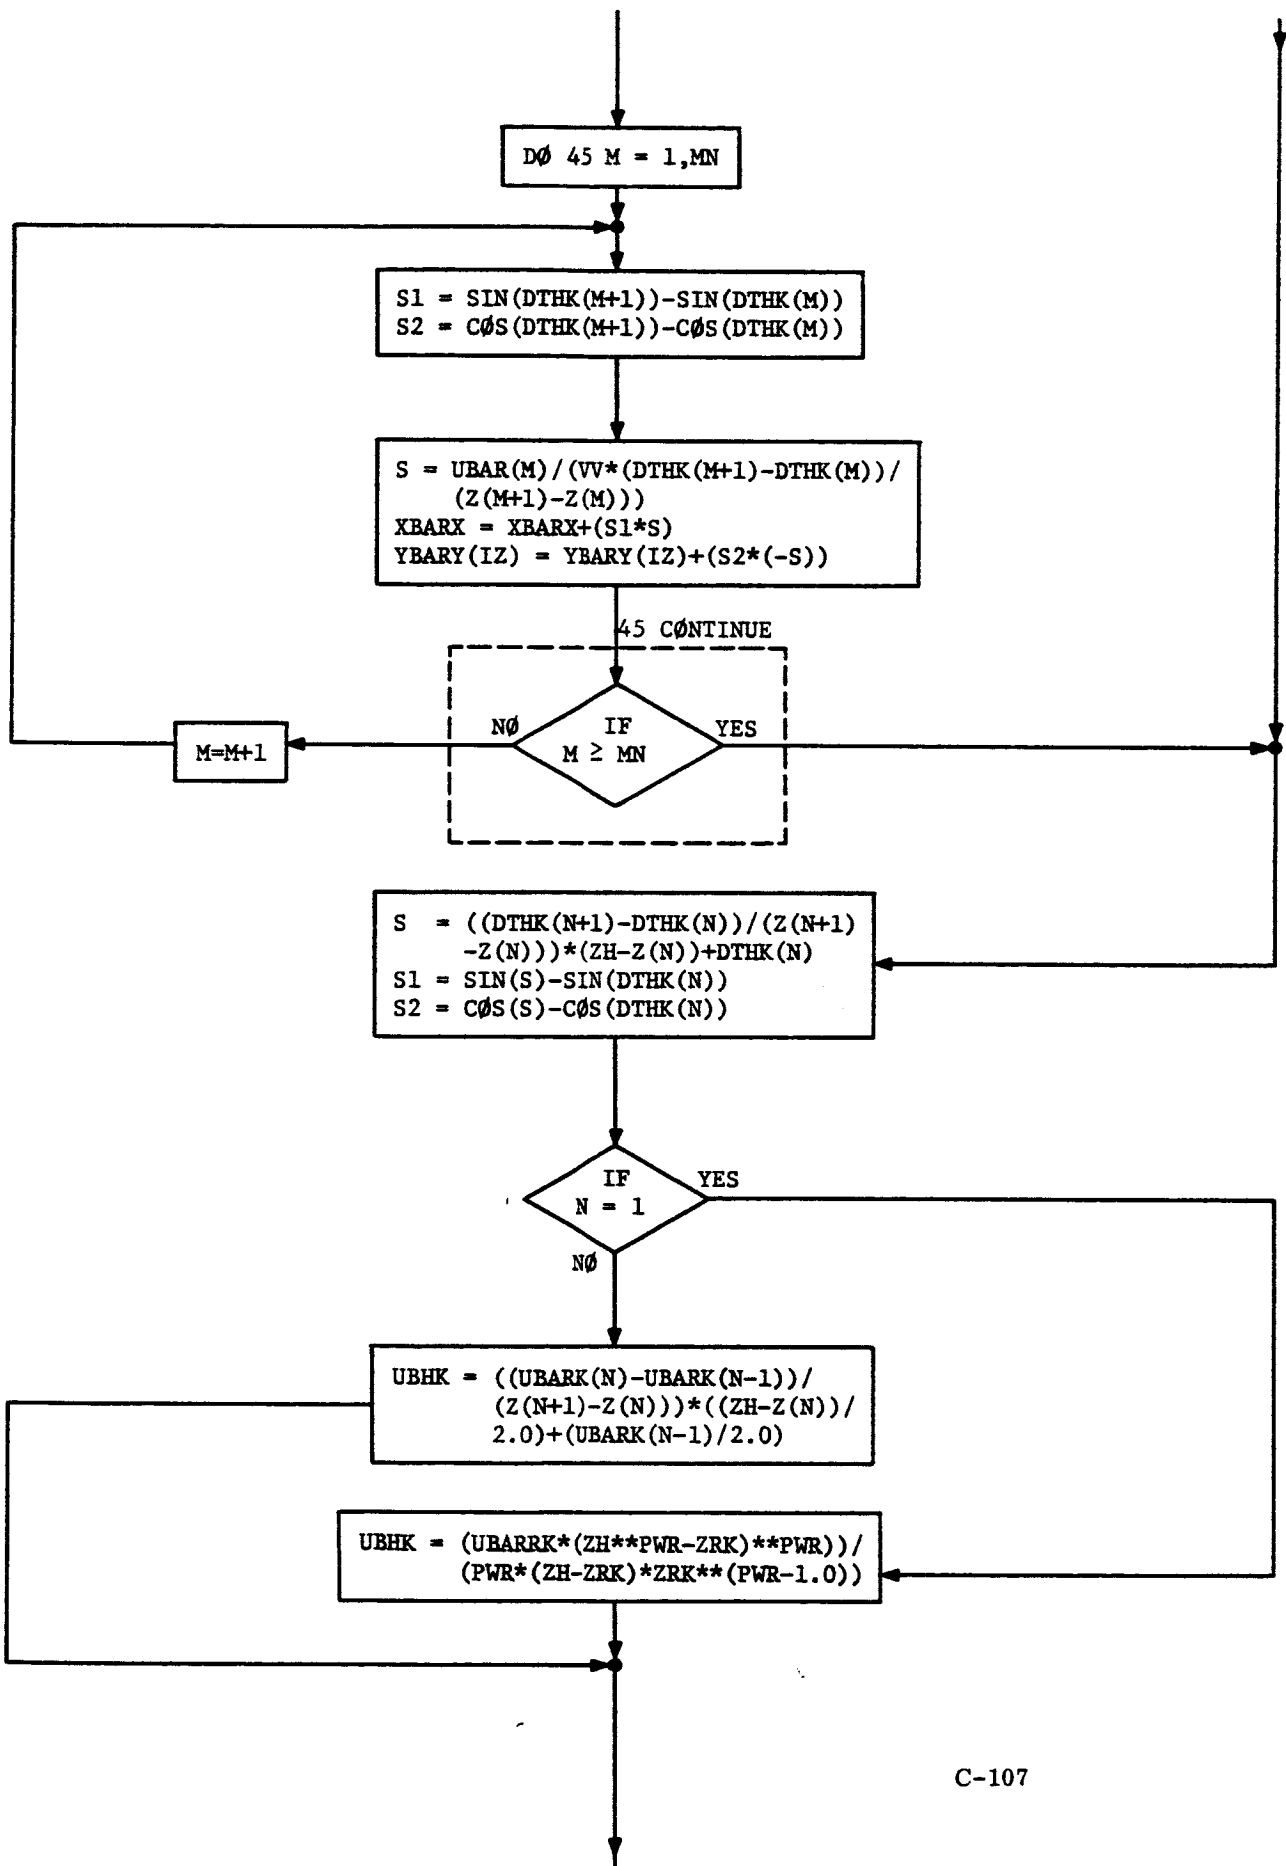 DØ 45 M = 1,MN
S1 = SIN(DTHK(M+1))-SIN(DTHK(M))
S2 = CØS(DTHK(M+1))-CØS(DTHK(M))
S = UBAR(M)/(VV*(DTHK(M+1)-DTHK(M))/
(Z(M+1)-Z(M)))
XBARX = XBARX+(S1*S)
YBARY(IZ) = YBARY(IZ)+(S2*(-S))
45 CØNTINUE
NØ
IF
M ≥ MN
YES
M=M+1
S = ((DTHK(N+1)-DTHK(N))/(Z(N+1)
-Z(N)))*(ZH-Z(N))+DTHK(N)
S1 = SIN(S)-SIN(DTHK(N))
S2 = CØS(S)-CØS(DTHK(N))
IF
N = 1
YES
NØ
UBHK = ((UBARK(N)-UBARK(N-1))/
(Z(N+1)-Z(N)))*((ZH-Z(N))/
2.0)+(UBARK(N-1)/2.0)
UBHK = (UBARRK*(ZH**PWR-ZRK)**PWR))/
(PWR*(ZH-ZRK)*ZRK**(PWR-1.0))
C-107